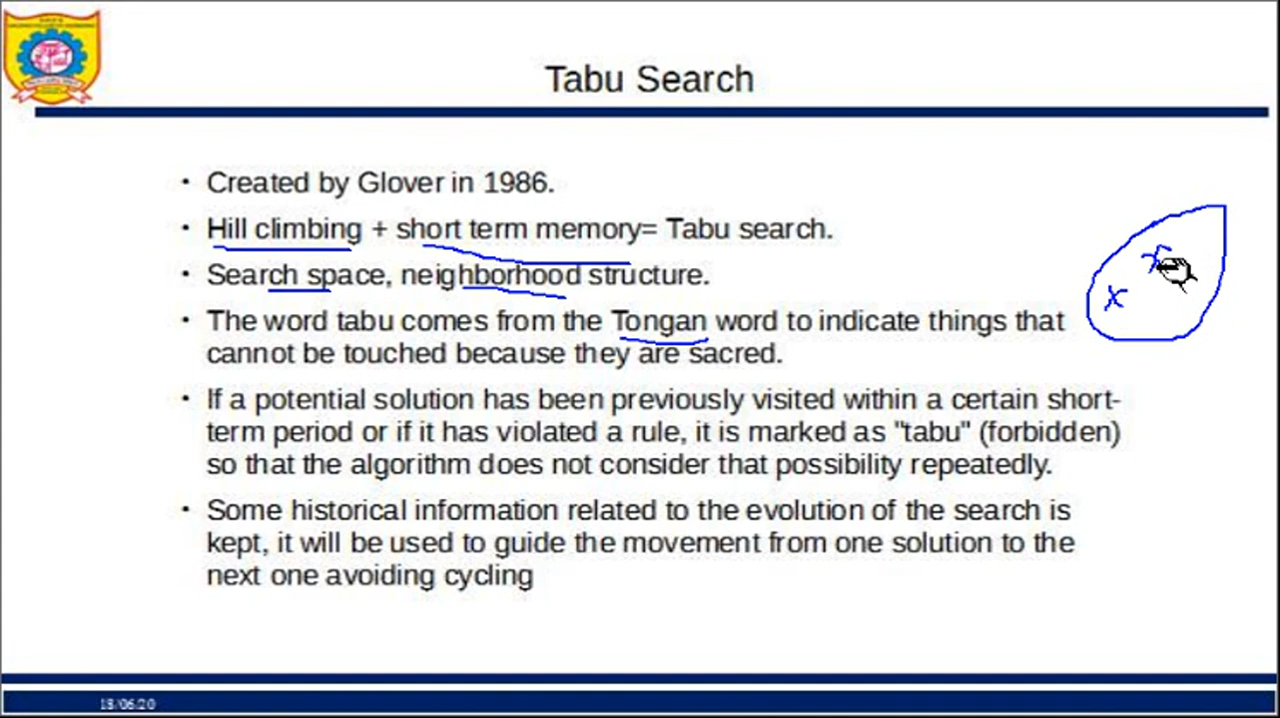 Tabu Search
• Created by Glover in 1986.
• Hill climbing + short term memory= Tabu search.
• Search space, neighborhood structure.
• The word tabu comes from the Tongan word to indicate things that
cannot be touched because they are sacred.
• If a potential solution has been previously visited within a certain short-
term period or if it has violated a rule, it is marked as "tabu" (forbidden)
so that the algorithm does not consider that possibility repeatedly.
• Some historical information related to the evolution of the search is
kept, it will be used to guide the movement from one solution to the
next one avoiding cycling
x x
18/06/20